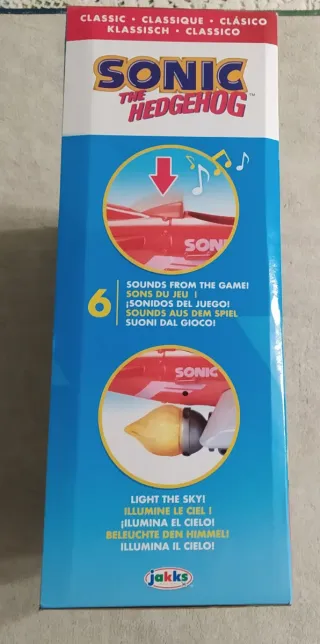 CLASSIC • CLASSIQUE • CLÁSICO
KLASSISCH • CLASSICO
SONIC
THE
HEDGEHOG™
SONI
6
SOUNDS FROM THE GAME!
SONS DU JEU !
¡SONIDOS DEL JUEGO!
SOUNDS AUS DEM SPIEL
SUONI DAL GIOCO!
SONIC
LIGHT THE SKY!
ILLUMINE LE CIEL !
¡ILUMINA EL CIELO!
BELEUCHTE DEN HIMMEL!
ILLUMINA IL CIELO!
jakks